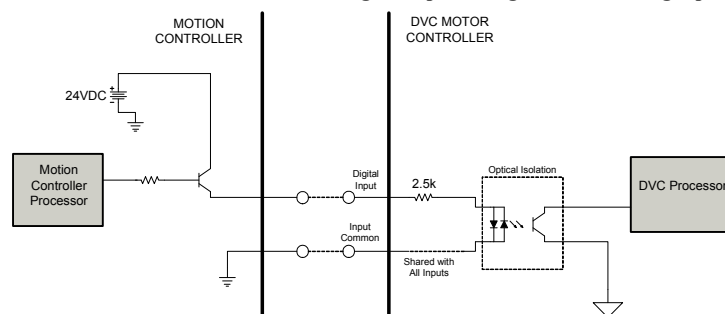 MOTION
CONTROLLER
DVC MOTOR
CONTROLLER
24VDC
+
-
Motion
Controller
Processor
Digital
Input
2.5k
Optical Isolation
DVC Processor
Input
Common
Shared with
All Inputs